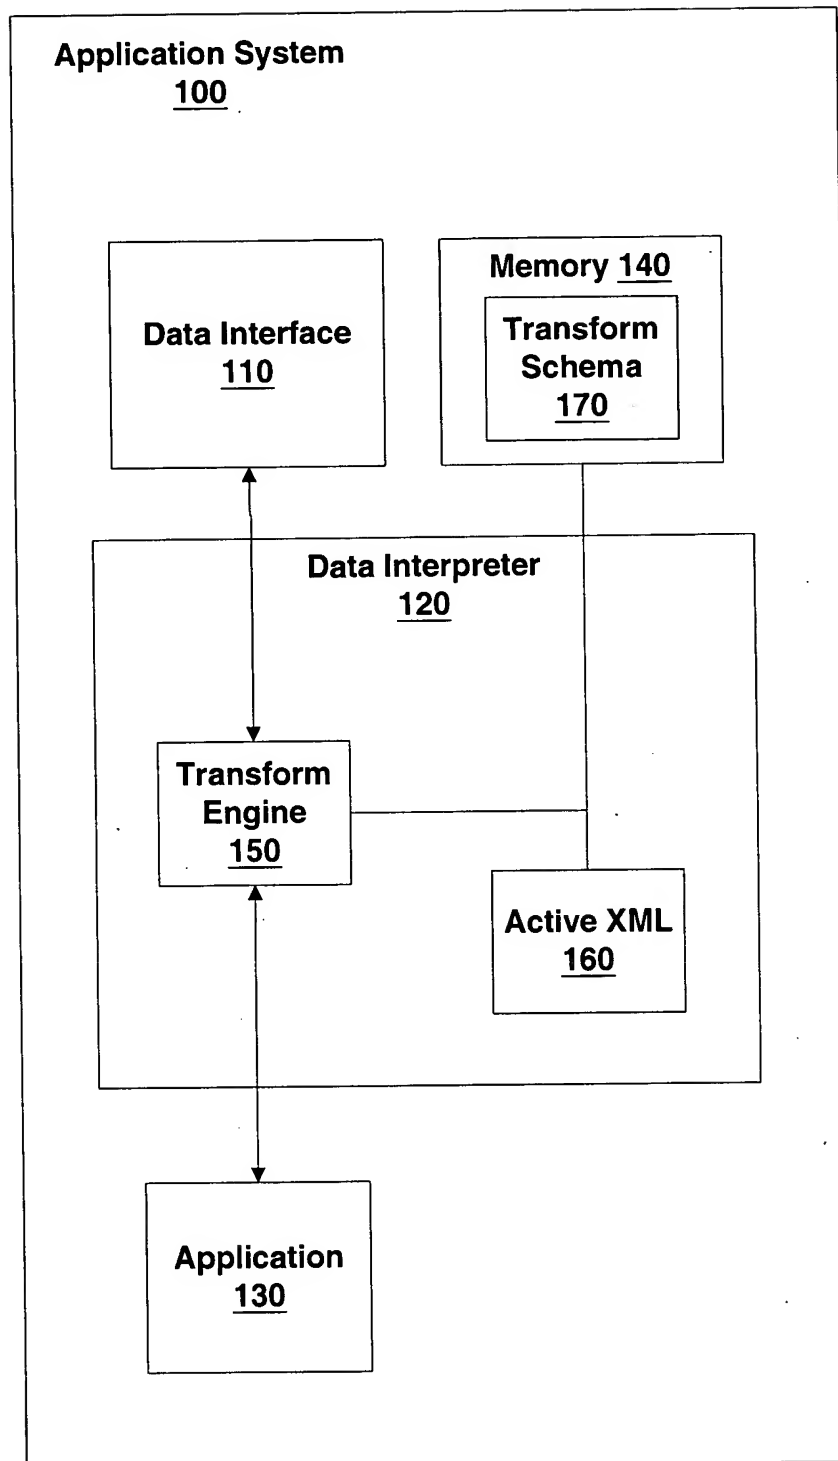 Application System
100
Data Interface
110
Memory 140
Transform
Schema
170
Data Interpreter
120
Transform
Engine
150
Active XML
160
Application
130